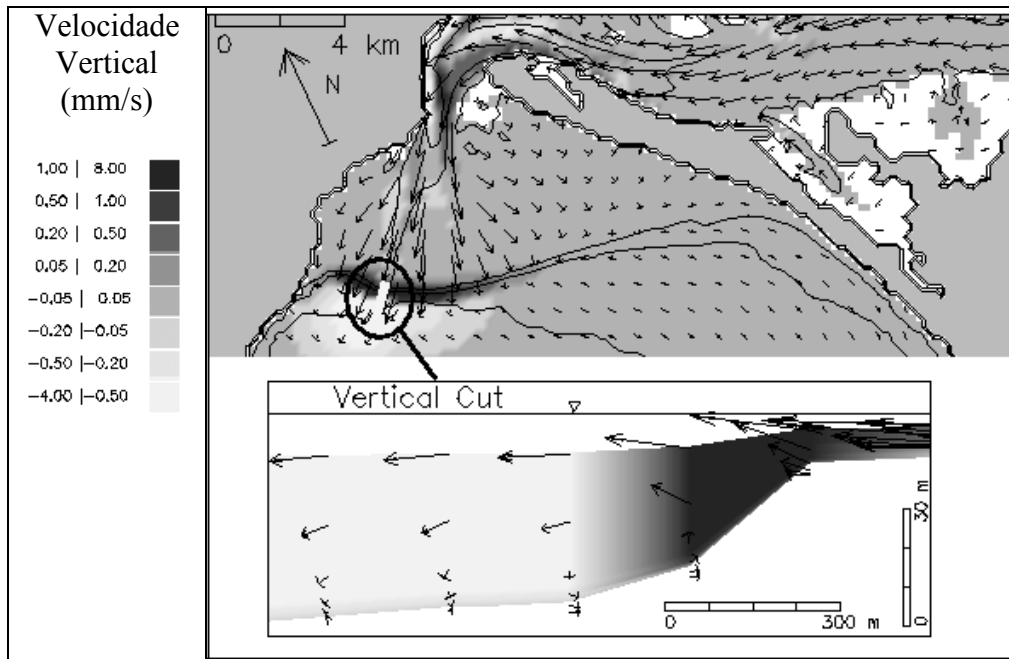 Velocidade
Vertical
(mm/s)
1.00 | 8.00
0.50 | 1.00
0.20 | 0.50
0.05 | 0.20
-0.05 | 0.05
-0.20 |-0.05
-0.50 |-0.20
-4.00 |-0.50
0 4 km
N
Vertical Cut
30 m
0
0 300 m